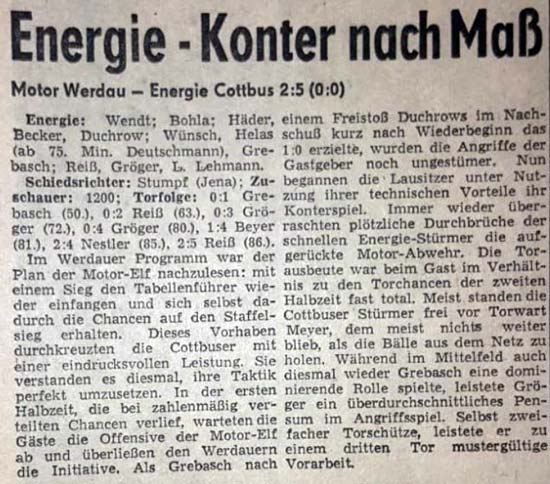 Energie - Konter nach Maß
Motor Werdau — Energie Cottbus 2:5 (0:0)
Energie: Wendt; Bohla; Häder,
Becker, Duchrow; Wünsch, Helas
(ab 75. Min. Deutschmann), Gre-
basch; Reiß, Gröger, L. Lehmann.
Schiedsrichter: Stumpf (Jena); Zu-
schauer: 1200; Torfolge: 0:1 Gre-
basch (50.), 0:2 Reiß (63.), 0:3 Grö-
ger (72.), 0:4 Gröger (80.), 1:4 Beyer
(81.), 2:4 Nestler (85.), 2:5 Reiß (86.).
Im Werdauer Programm war der
Plan der Motor-Elf nachzulesen: mit
einem Sieg den Tabellenführer wie-
der einfangen und sich selbst da-
durch die Chancen auf den Staffel-
sieg erhalten. Dieses Vorhaben
durchkreuzten die Cottbuser mit
einer eindrucksvollen Leistung. Sie
verstanden es diesmal, ihre Taktik
perfekt umzusetzen. In der ersten
Halbzeit, die bei zahlenmäßig ver-
teilten Chancen verlief, warteten die
Gäste die Offensive der Motor-Elf
ab und überließen den Werdauern
die Initiative. Als Grebasch nach
einem Freistoß Duchrows im Nach-
schuß kurz nach Wiederbeginn das
1:0 erzielte, wurden die Angriffe der
Gastgeber noch ungestümer. Nun
begannen die Lausitzer unter Nut-
zung ihrer technischen Vorteile ihr
Konterspiel. Immer wieder über-
raschten plötzliche Durchbrüche der
schnellen Energie-Stürmer die auf-
gerückte Motor-Abwehr. Die Tor-
ausbeute war beim Gast im Verhält-
nis zu den Torchancen der zweiten
Halbzeit fast total. Meist standen die
Cottbuser Stürmer frei vor Torwart
Meyer, dem meist nichts weiter
blieb, als die Bälle aus dem Netz zu
holen. Während im Mittelfeld auch
diesmal wieder Grebasch eine domi-
nierende Rolle spielte, leistete Grö-
ger ein überdurchschnittliches Pen-
sum im Angriffsspiel. Selbst zwei-
facher Torschütze, leistete er zu
einem dritten Tor mustergültige
Vorarbeit.